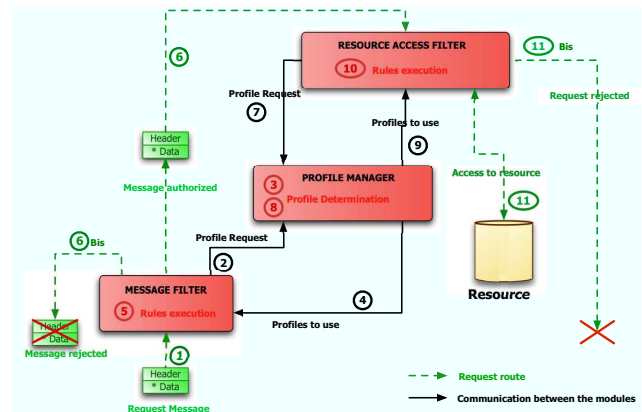 6
RESOURCE ACCESS FILTER
10 Rules execution
11 Bis
Profile Request
7
Request rejected
Profiles to use
9
Header
* Data
PROFILE MANAGER
3
8 Profile Determination
Message authorized
Access to resource
11
6 Bis
Profile Request
2
MESSAGE FILTER
5 Rules execution
4
Resource
Profiles to use
Header
* Data
Message rejected
1
Header
* Data
Request Message
Request route
Communication between the modules